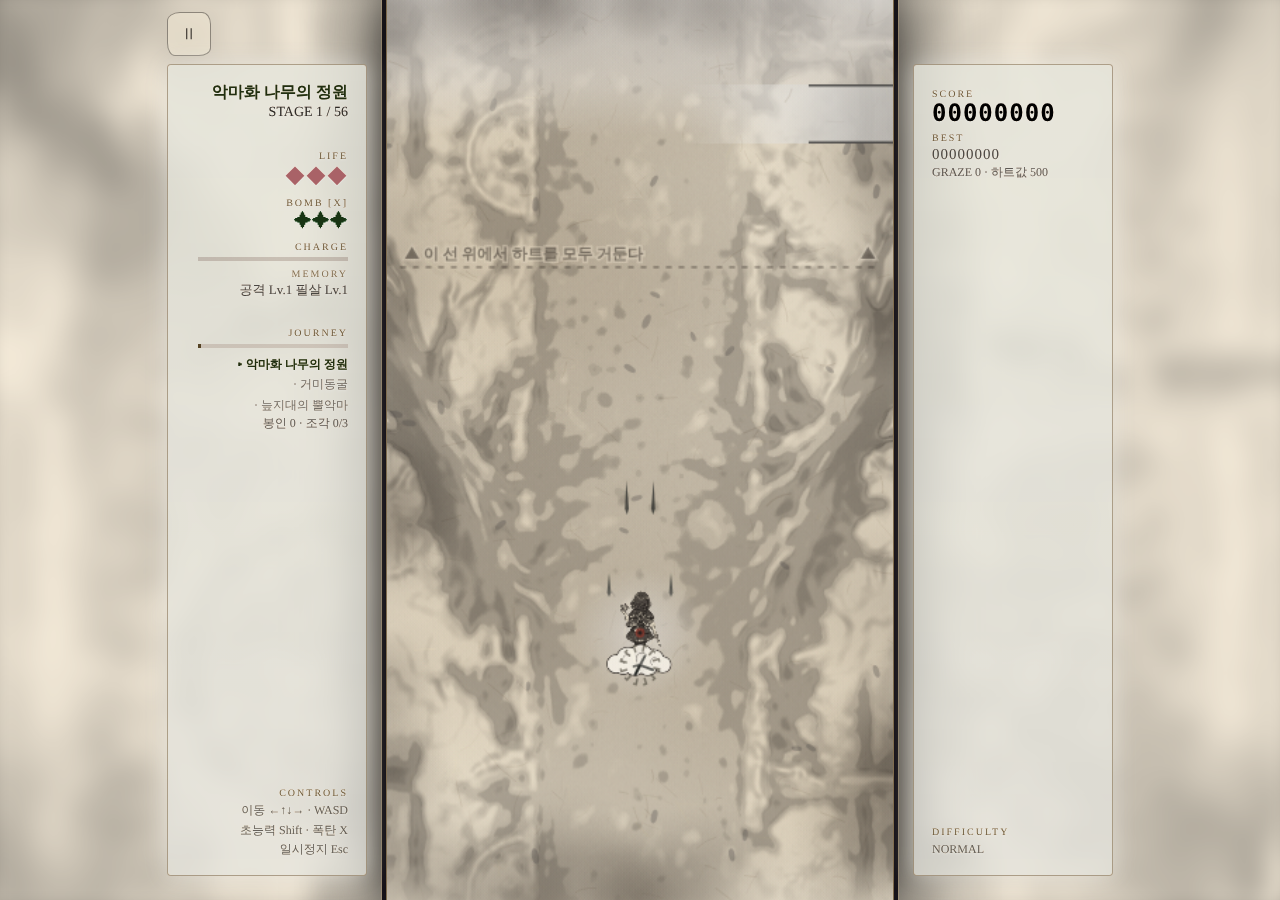 악마화 나무의 정원
STAGE 1 / 56
LIFE
BOMB [X]
CHARGE
MEMORY
공격 Lv.1 필살 Lv.1
JOURNEY
▸ 악마화 나무의 정원
· 거미동굴
· 늪지대의 뿔악마
봉인 0 · 조각 0/3
CONTROLS
이동 ←↑↓→ · WASD
초능력 Shift · 폭탄 X
일시정지 Esc
▲ 이 선 위에서 하트를 모두 거둔다 ▲
SCORE
00000000
BEST
00000000
GRAZE 0 · 하트값 500
DIFFICULTY
NORMAL